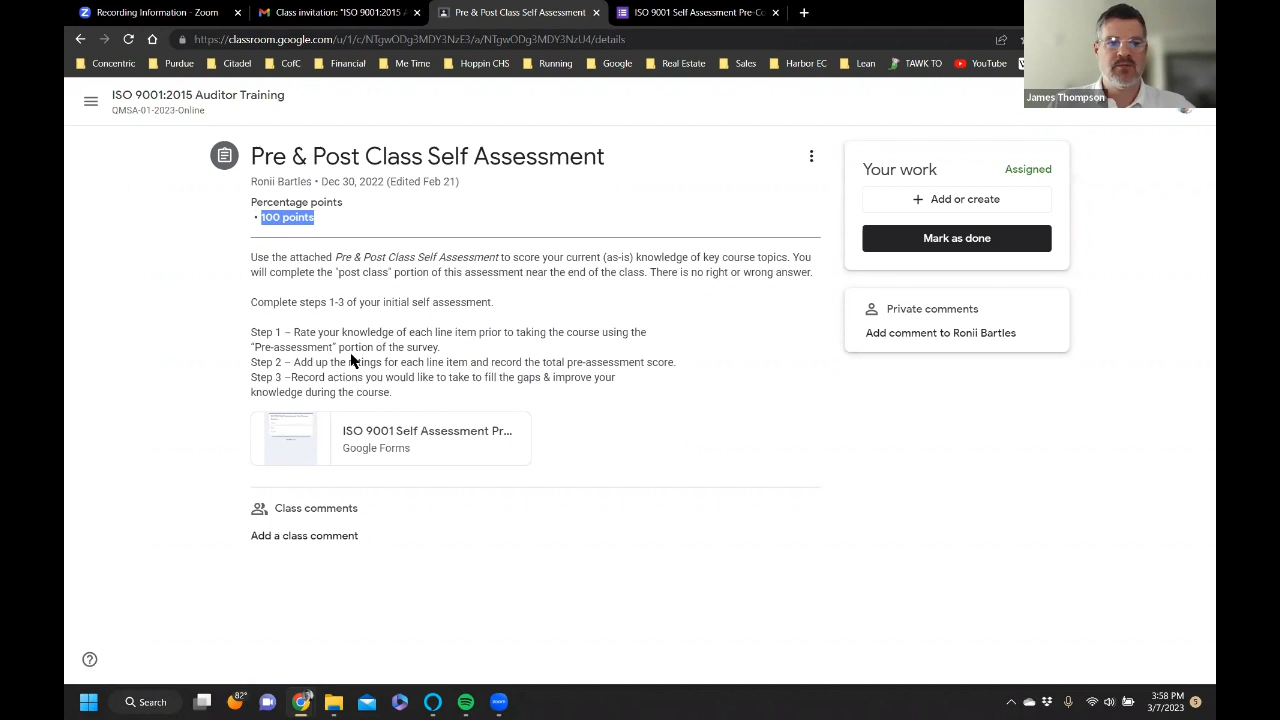 Recording Information - Zoom
Class invitation: "ISO 9001:2015 A
Pre & Post Class Self Assessment
ISO 9001 Self Assessment Pre-Co
https://classroom.google.com/u/1/c/NTgwODg3MDY3NzE3/a/NTgwODg3MDY3NzU4/details
Concentric
Purdue
Citadel
CofC
Financial
Me Time
Hoppin CHS
Running
Google
Real Estate
Sales
Harbor EC
Lean
TAWK TO
YouTube
James Thompson
ISO 9001:2015 Auditor Training
QMSA-01-2023-Online
Pre & Post Class Self Assessment
Ronii Bartles • Dec 30, 2022 (Edited Feb 21)
Percentage points
• 100 points
Use the attached Pre & Post Class Self Assessment to score your current (as-is) knowledge of key course topics. You
will complete the "post class" portion of this assessment near the end of the class. There is no right or wrong answer.
Complete steps 1-3 of your initial self assessment.
Step 1 – Rate your knowledge of each line item prior to taking the course using the
"Pre-assessment" portion of the survey.
Step 2 – Add up the ratings for each line item and record the total pre-assessment score.
Step 3 –Record actions you would like to take to fill the gaps & improve your
knowledge during the course.
ISO 9001 Self Assessment Pr...
Google Forms
Class comments
Add a class comment
Your work
Assigned
+ Add or create
Mark as done
Private comments
Add comment to Ronii Bartles
Search
82°
zoom
3:58 PM
3/7/2023
5